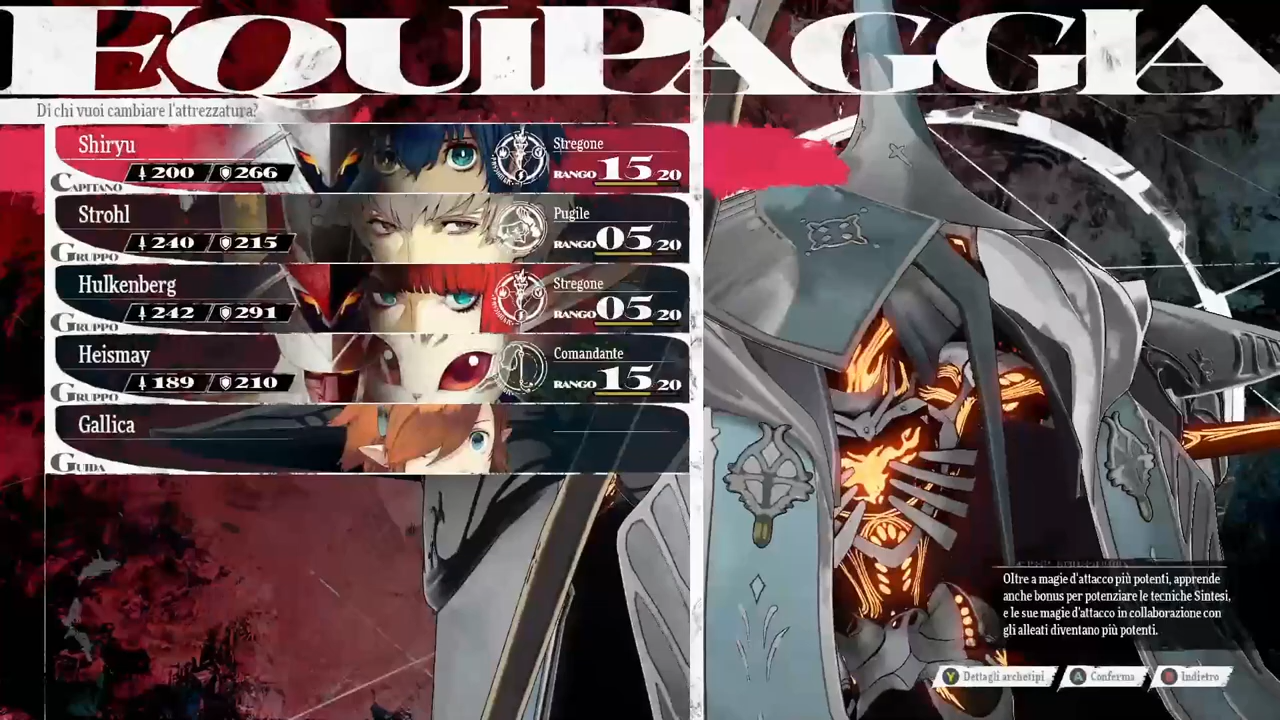 EQUIPAGGIA
Di chi vuoi cambiare l'attrezzatura?
Shiryu
200 266
CAPITANO
Stregone
RANGO 15 20
Strohl
240 215
GRUPPO
Pugile
RANGO 05 20
Hulkenberg
242 291
GRUPPO
Stregone
RANGO 05 20
Heismay
189 210
GRUPPO
Comandante
RANGO 15 20
Gallica
GUIDA
Oltre a magie d'attacco più potenti, apprende
anche bonus per potenziare le tecniche Sintesi,
e le sue magie d'attacco in collaborazione con
gli alleati diventano più potenti.
Y Dettagli archetipi A Conferma B Indietro